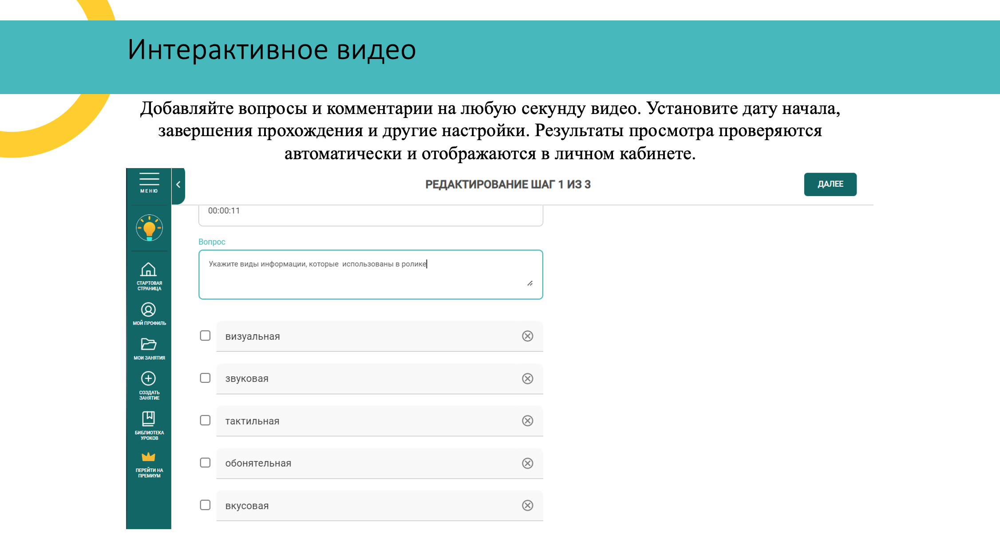 Интерактивное видео
Добавляйте вопросы и комментарии на любую секунду видео. Установите дату начала,
завершения прохождения и другие настройки. Результаты просмотра проверяются
автоматически и отображаются в личном кабинете.
МЕНЮ
РЕДАКТИРОВАНИЕ ШАГ 1 ИЗ 3
ДАЛЕЕ
СТАРТОВАЯ
СТРАНИЦА
МОЙ ПРОФИЛЬ
МОИ ЗАНЯТИЯ
СОЗДАТЬ
ЗАНЯТИЕ
БИБЛИОТЕКА
УРОКОВ
ПЕРЕЙТИ НА
ПРЕМИУМ
00:00:11
Вопрос
Укажите виды информации, которые  использованы в ролике
визуальная
звуковая
тактильная
обонятельная
вкусовая